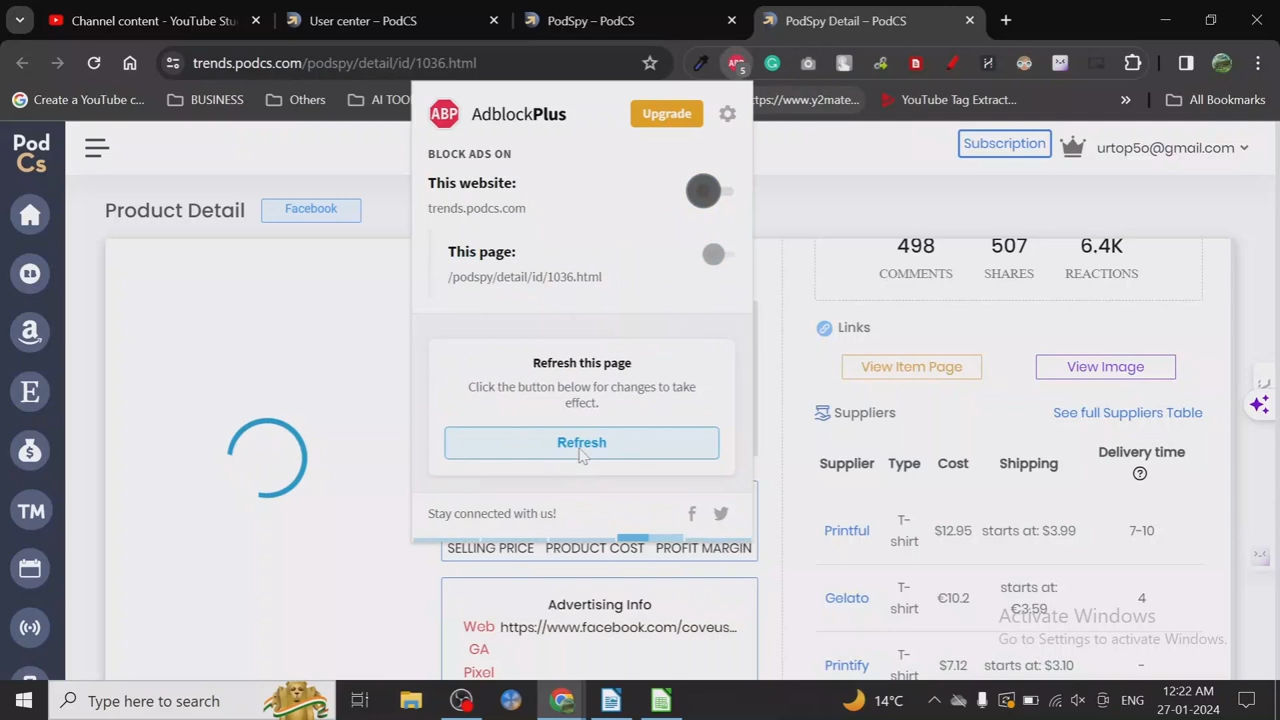 Channel content - YouTube Stu
User center – PodCS
PodSpy – PodCS
PodSpy Detail – PodCS
trends.podcs.com/podspy/detail/id/1036.html
ABP
5
Create a YouTube c...
BUSINESS
Others
AI TOO
ttps://www.y2mate...
YouTube Tag Extract...
All Bookmarks
ABP
AdblockPlus
Upgrade
BLOCK ADS ON
This website:
trends.podcs.com
This page:
/podspy/detail/id/1036.html
Refresh this page
Click the button below for changes to take
effect.
Refresh
Stay connected with us!
Pod
Cs
Subscription
urtop5o@gmail.com
Product Detail
Facebook
498 507 6.4K
COMMENTS SHARES REACTIONS
Links
View Item Page View Image
Suppliers See full Suppliers Table
Supplier Type Cost Shipping Delivery time
Printful T-shirt $12.95 starts at: $3.99 7-10
Gelato T-shirt €10.2 starts at: €3.59 4
Printify T-shirt $7.12 starts at: $3.10 -
SELLING PRICE PRODUCT COST PROFIT MARGIN
Advertising Info
Web https://www.facebook.com/coveus...
GA
Pixel
RB
a
E
$
TM
Activate Windows
Go to Settings to activate Windows.
Type here to search
14°C
ENG
12:22 AM
27-01-2024